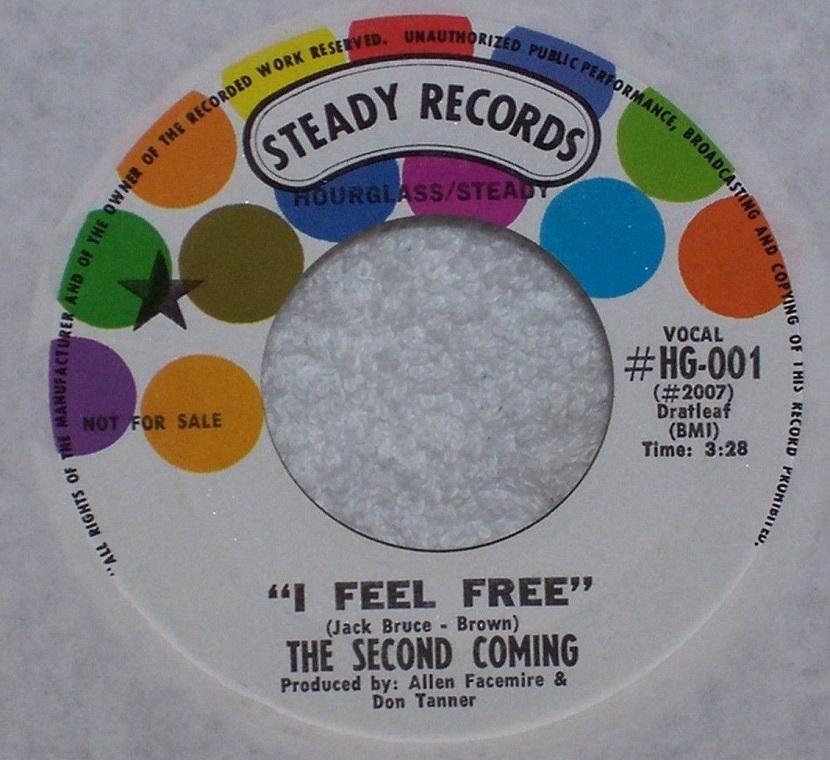 "ALL RIGHTS OF THE MANUFACTURER AND OF THE OWNER OF THE RECORDED WORK RESERVED. UNAUTHORIZED PUBLIC PERFORMANCE, BROADCASTING AND COPYING OF THIS RECORD PROHIBITED.
STEADY RECORDS
HOURGLASS/STEADY
VOCAL
#HG-001
(#2007)
Dratleaf
(BMI)
Time: 3:28
NOT FOR SALE
"I FEEL FREE"
(Jack Bruce - Brown)
THE SECOND COMING
Produced by: Allen Facemire &
Don Tanner